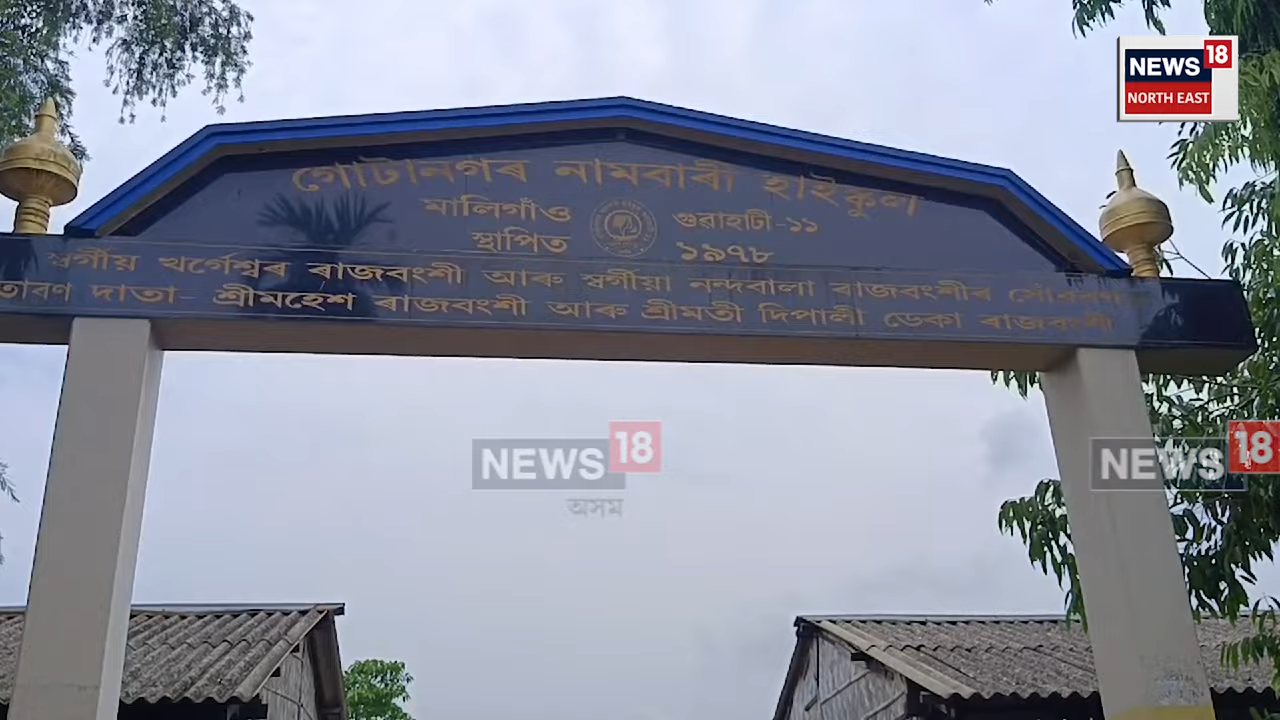 NEWS 18
NORTH EAST
গোটানগৰ নামবাৰী হাইস্কুল
মালিগাঁও গুৱাহাটী-১১
স্থাপিত ১৯৭৮
স্বৰ্গীয় খৰ্গেশ্বৰ ৰাজবংশী আৰু স্বৰ্গীয়া নন্দবালা ৰাজবংশীৰ
দাতা- শ্ৰীমহেশ ৰাজবংশী আৰু শ্ৰীমতী দিপালী ডেকা ৰাজবংশী
NEWS 18
অসম
NEWS 18